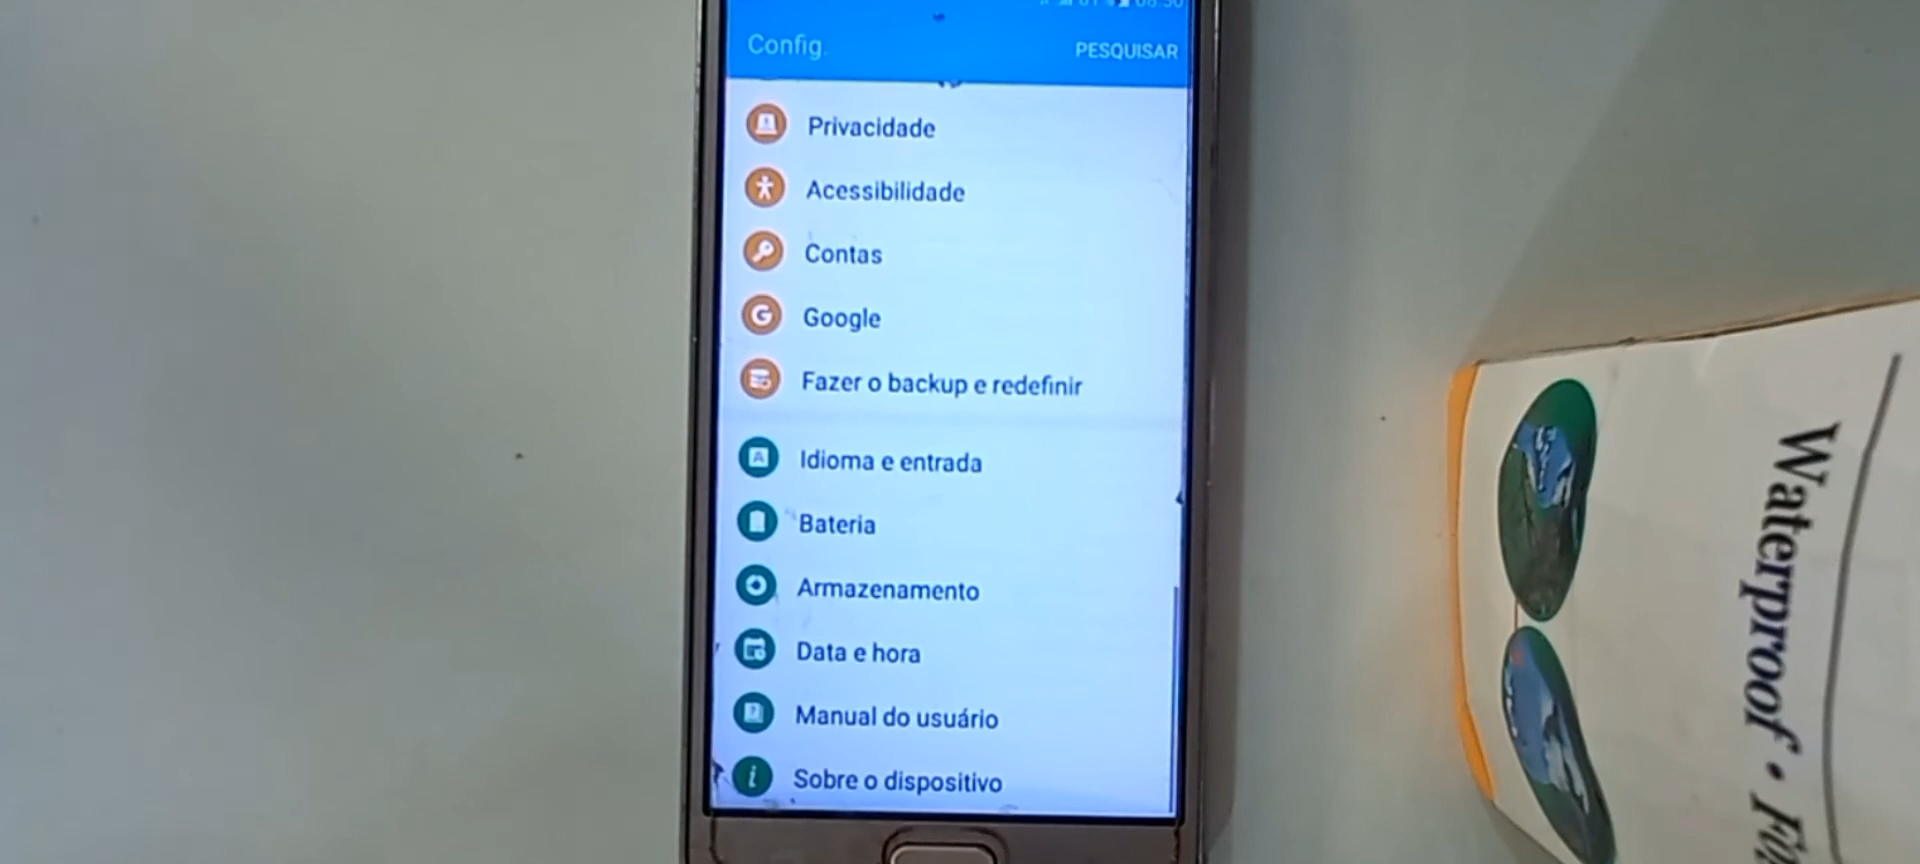 Config.
PESQUISAR
Privacidade
Acessibilidade
Contas
Google
Fazer o backup e redefinir
Idioma e entrada
Bateria
Armazenamento
Data e hora
Manual do usuário
Sobre o dispositivo
Waterproof •